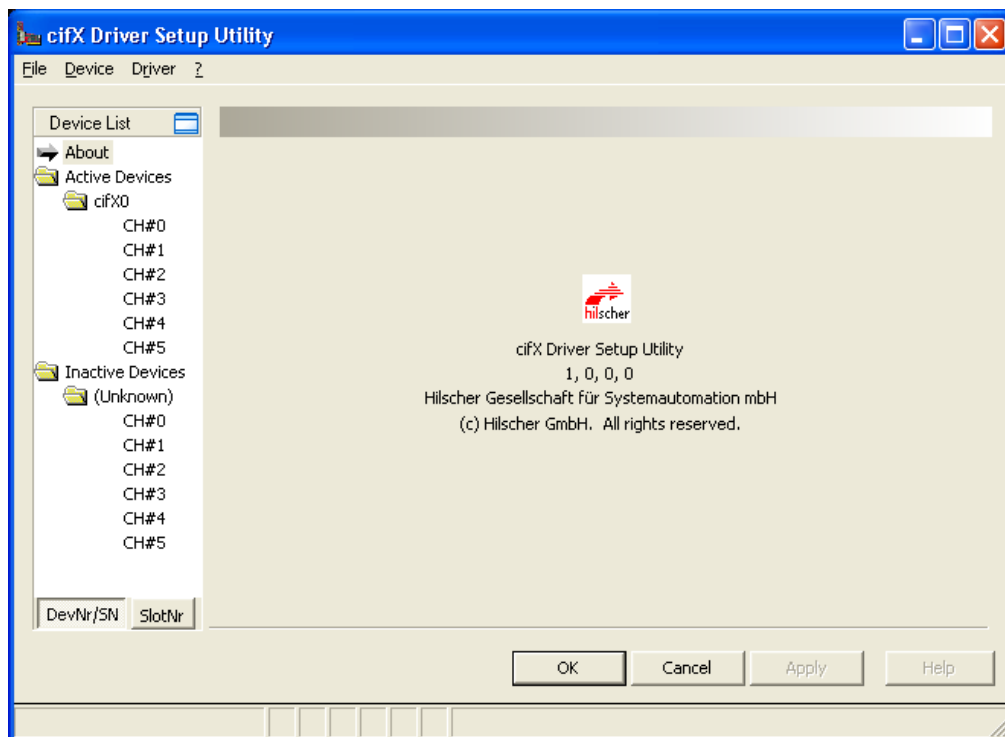 cifX Driver Setup Utility
File Device Driver ?
Device List
About
Active Devices
cifX0
CH#0
CH#1
CH#2
CH#3
CH#4
CH#5
Inactive Devices
(Unknown)
CH#0
CH#1
CH#2
CH#3
CH#4
CH#5
DevNr/SN SlotNr
hilscher
cifX Driver Setup Utility
1, 0, 0, 0
Hilscher Gesellschaft für Systemautomation mbH
(c) Hilscher GmbH. All rights reserved.
OK Cancel Apply Help